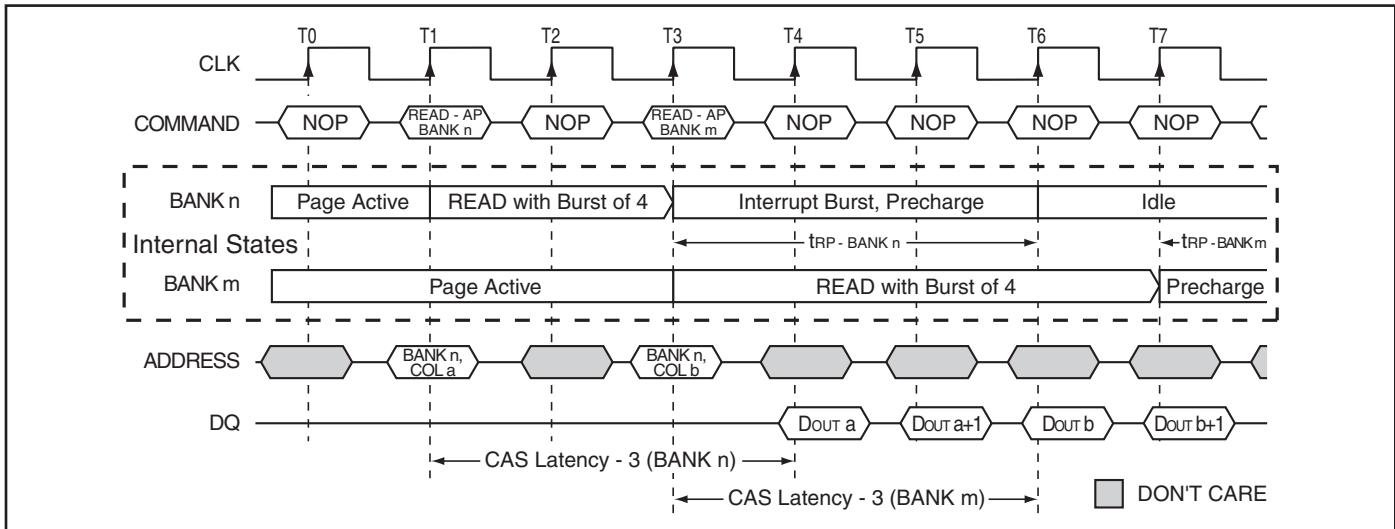 T0 T1 T2 T3 T4 T5 T6 T7
CLK
COMMAND NOP READ - AP BANK n NOP READ - AP BANK m NOP NOP NOP NOP
BANK n Page Active READ with Burst of 4 Interrupt Burst, Precharge Idle
Internal States tRP - BANK n tRP - BANK m
BANK m Page Active READ with Burst of 4 Precharge
ADDRESS BANK n, COL a BANK n, COL b
DQ DOUT a DOUT a+1 DOUT b DOUT b+1
CAS Latency - 3 (BANK n)
CAS Latency - 3 (BANK m) DON'T CARE